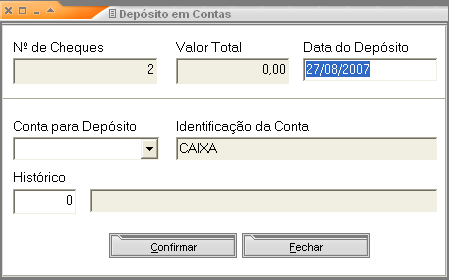 Depósito em Contas
Nº de Cheques Valor Total Data do Depósito
2 0,00 27/08/2007
Conta para Depósito Identificação da Conta
CAIXA
Histórico
0
Confirmar Fechar